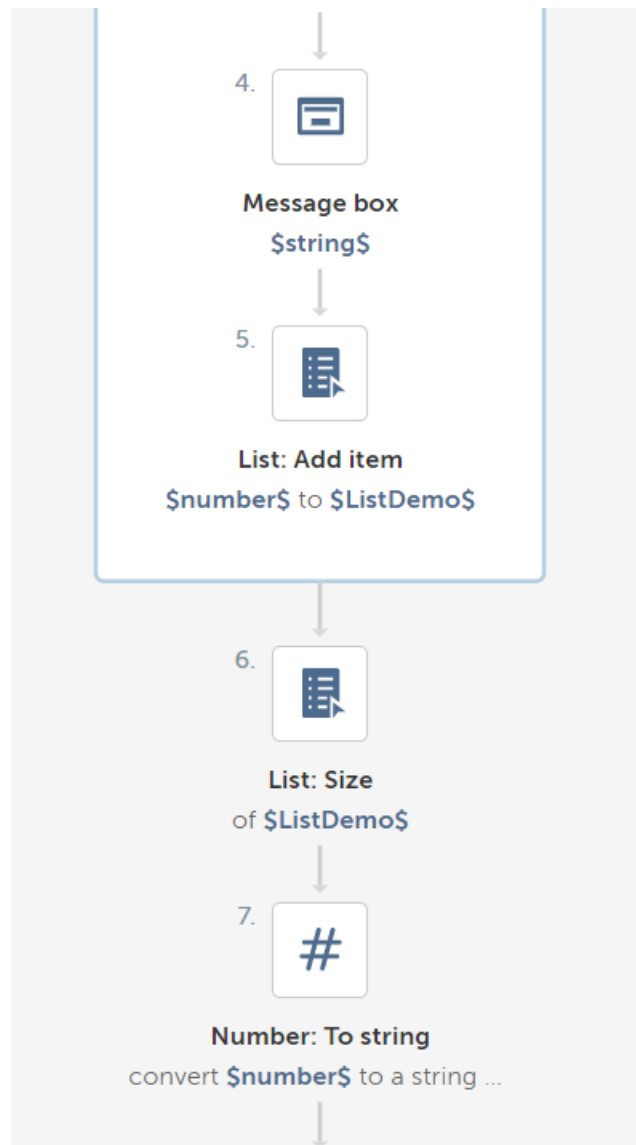 4.
Message box
$string$
5.
List: Add item
$number$ to $ListDemo$
6.
List: Size
of $ListDemo$
7.
#
Number: To string
convert $number$ to a string ...